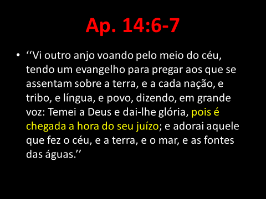 Ap. 14:6-7
• ‘‘Vi outro anjo voando pelo meio do céu,
tendo um evangelho para pregar aos que se
assentam sobre a terra, e a cada nação, e
tribo, e língua, e povo, dizendo, em grande
voz: Temei a Deus e dai-lhe glória, pois é
chegada a hora do seu juízo; e adorai aquele
que fez o céu, e a terra, e o mar, e as fontes
das águas.’’